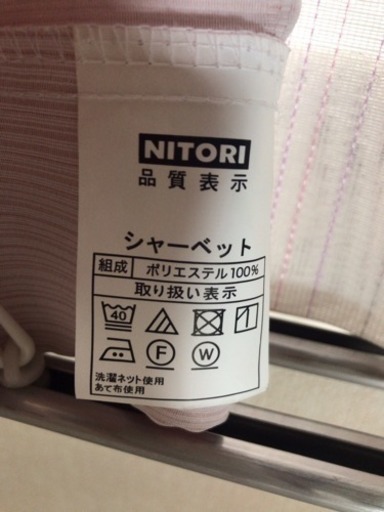 NITORI
品質表示
シャーベット
組成 ポリエステル100%
取り扱い表示
40
F W
洗濯ネット使用
あて布使用